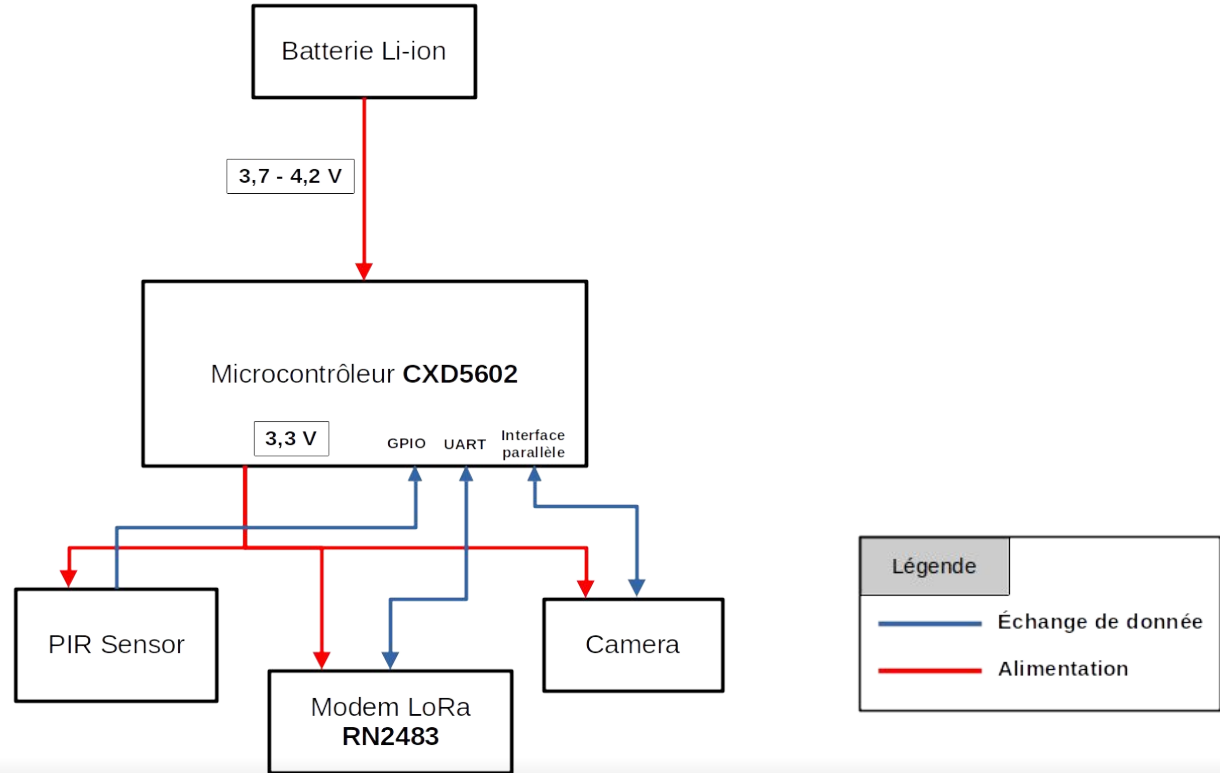 Batterie Li-ion
3,7 - 4,2 V
Microcontrôleur CXD5602
3,3 V
GPIO
UART
Interface
parallèle
PIR Sensor
Modem LoRa
RN2483
Camera
Légende
Échange de donnée
Alimentation